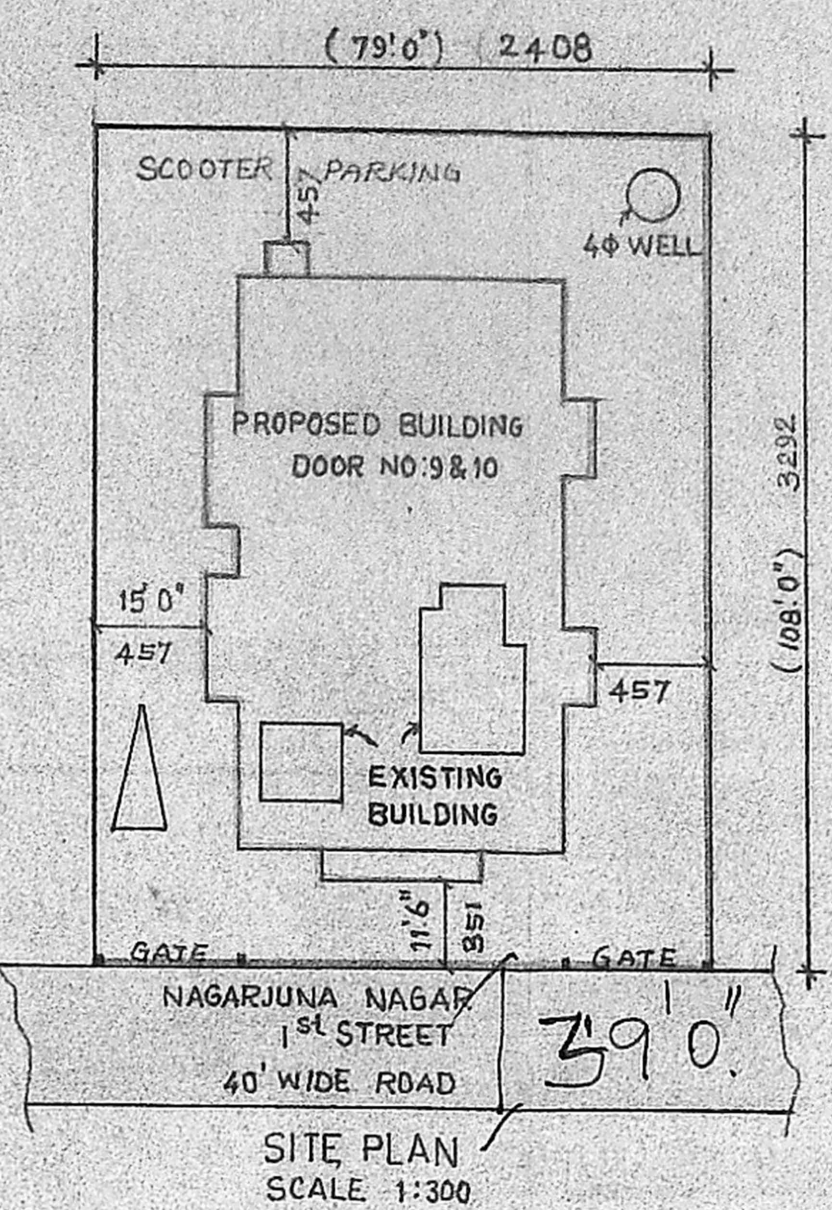 (79'0") 2408
SCOOTER PARKING
457
4Φ WELL
PROPOSED BUILDING
DOOR NO:9&10
3292
(108'0")
15'0"
457
457
EXISTING
BUILDING
11'6"
351
GATE
GATE
NAGARJUNA NAGAR
1st STREET
40' WIDE ROAD
39'0".
SITE PLAN
SCALE 1:300